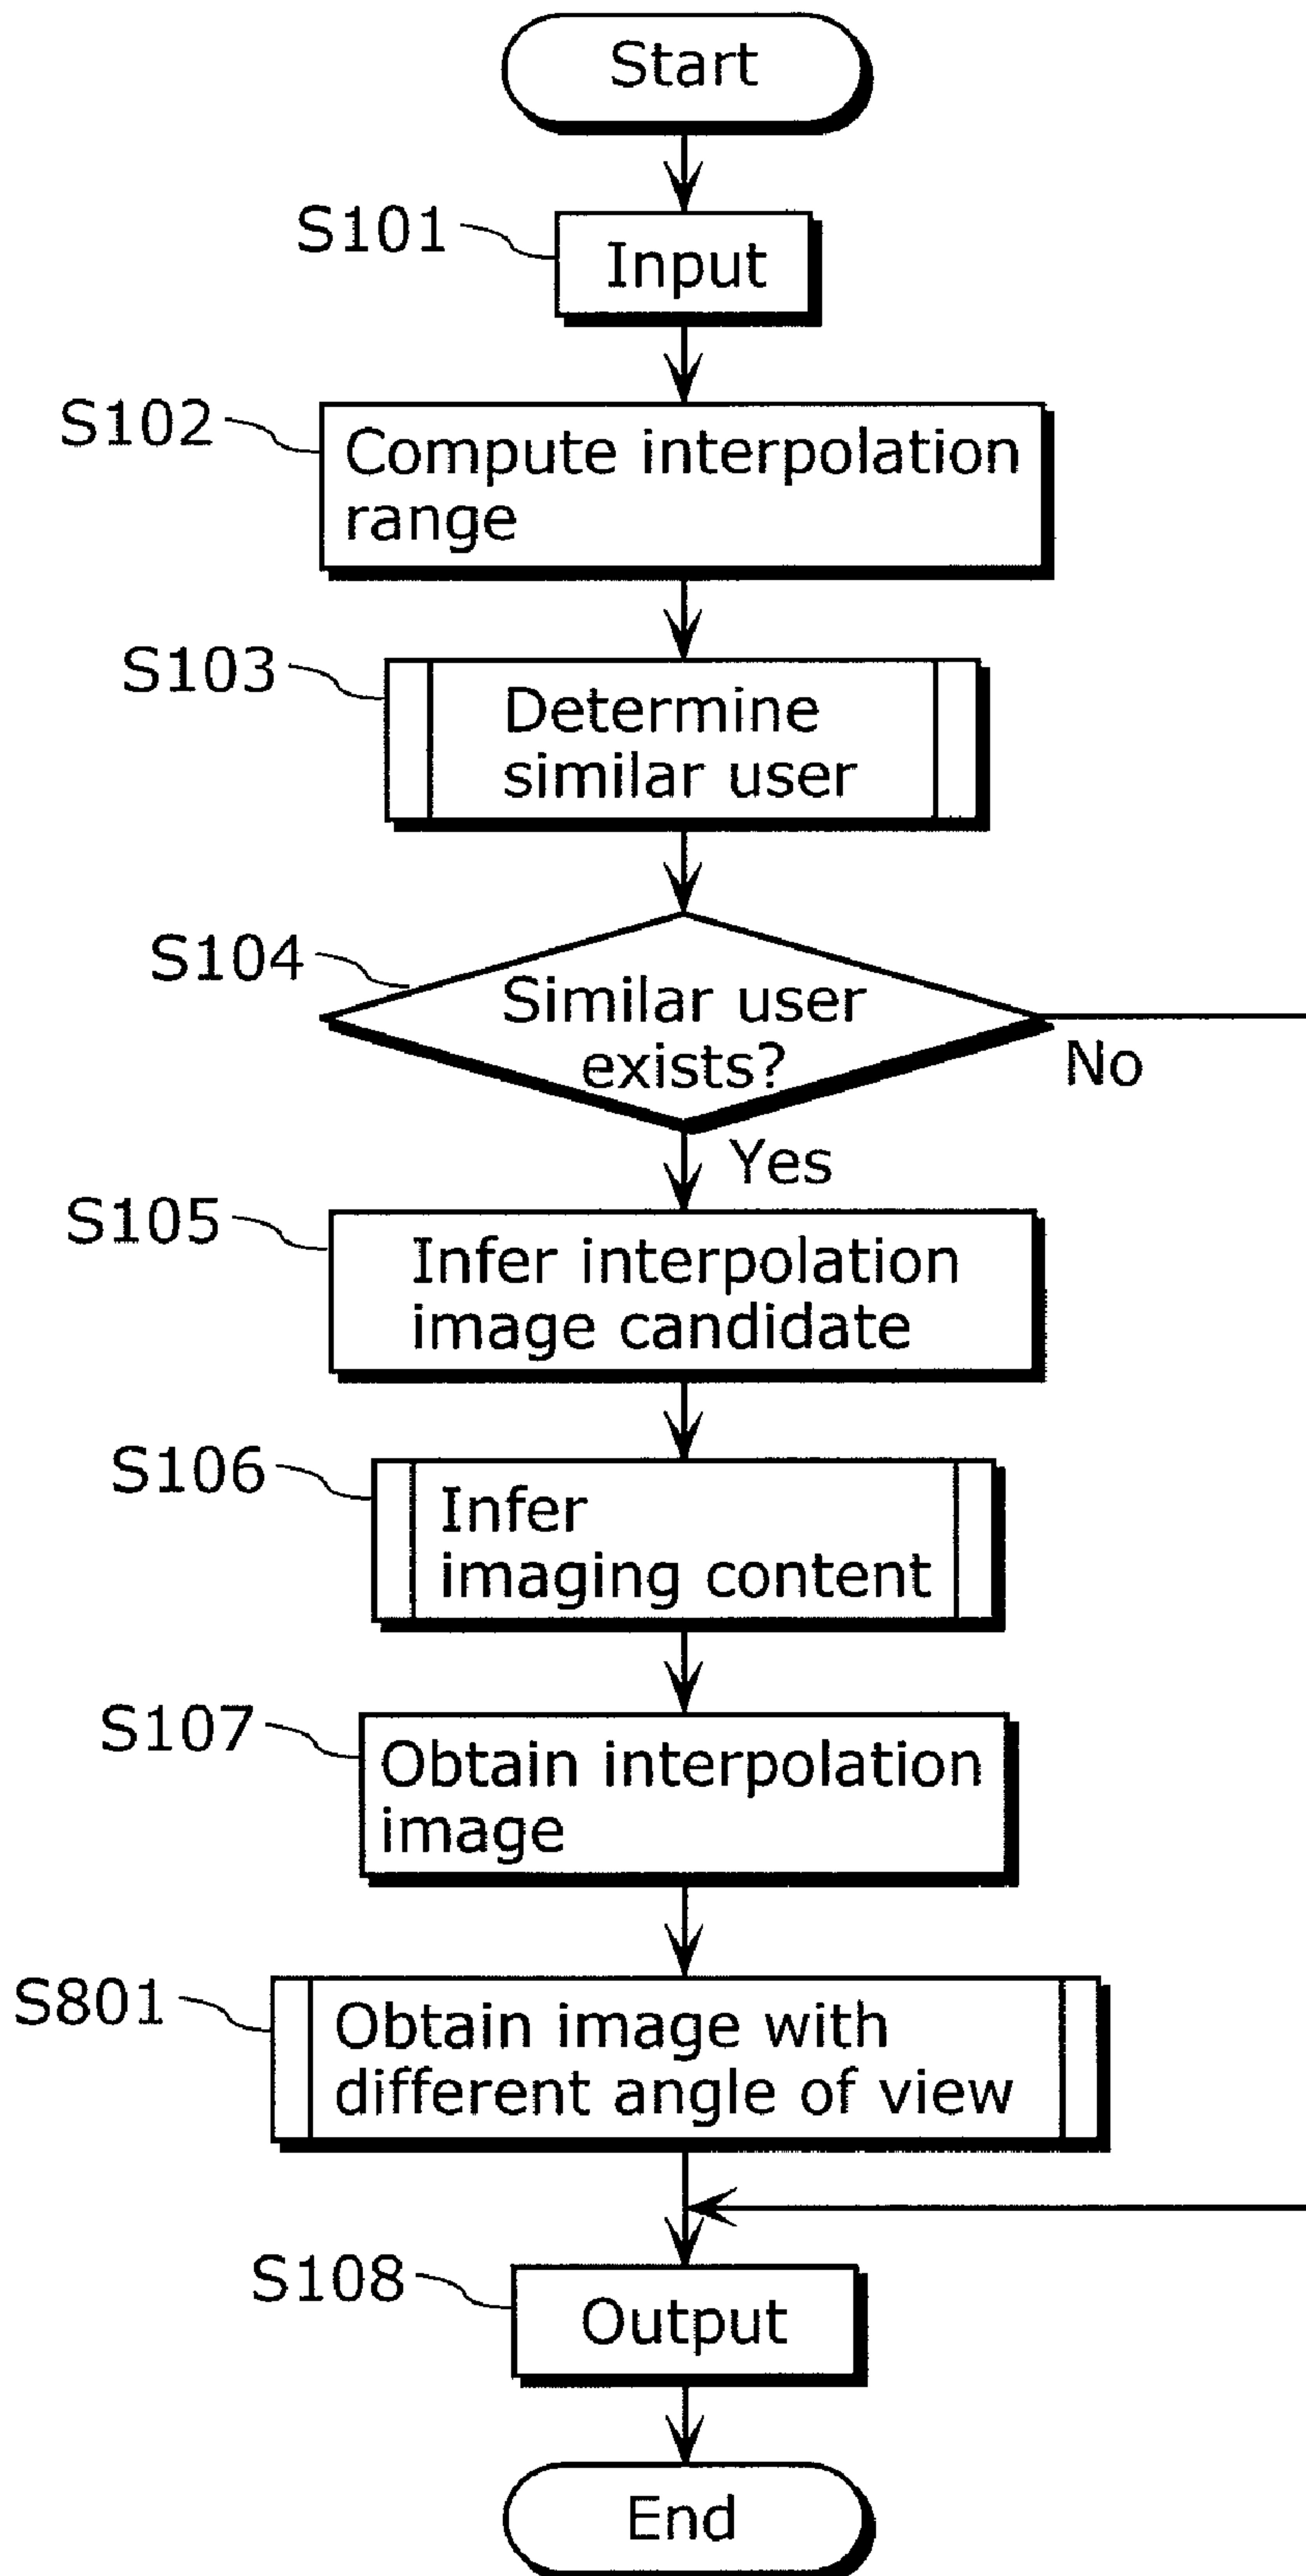 Start
S101
Input
S102
Compute interpolation
range
S103
Determine
similar user
S104
Similar user
exists?
No
Yes
S105
Infer interpolation
image candidate
S106
Infer
imaging content
S107
Obtain interpolation
image
S801
Obtain image with
different angle of view
S108
Output
End